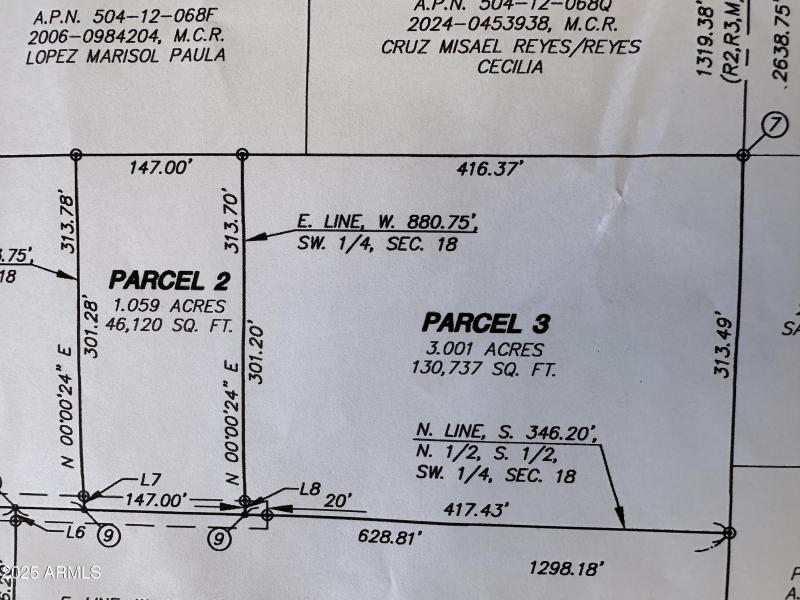 A.P.N. 504-12-068F
2006-0984204, M.C.R.
LOPEZ MARISOL PAULA
A.P.N. 504-12-068Q
2024-0453938, M.C.R.
CRUZ MISAEL REYES/REYES
CECILIA
1319.38'
(R2,R3,M,
2638.75'
7
147.00'
416.37'
313.78'
313.70'
E. LINE, W. 880.75',
SW. 1/4, SEC. 18
.75',
18
PARCEL 2
1.059 ACRES
46,120 SQ. FT.
301.28'
301.20'
N 00°00'24" E
N 00°00'24" E
PARCEL 3
3.001 ACRES
130,737 SQ. FT.
313.49'
SA
N. LINE, S. 346.20',
N. 1/2, S. 1/2,
SW. 1/4, SEC. 18
L7
147.00'
L8
20'
417.43'
L6
9
9
628.81'
1298.18'
2025 ARMLS